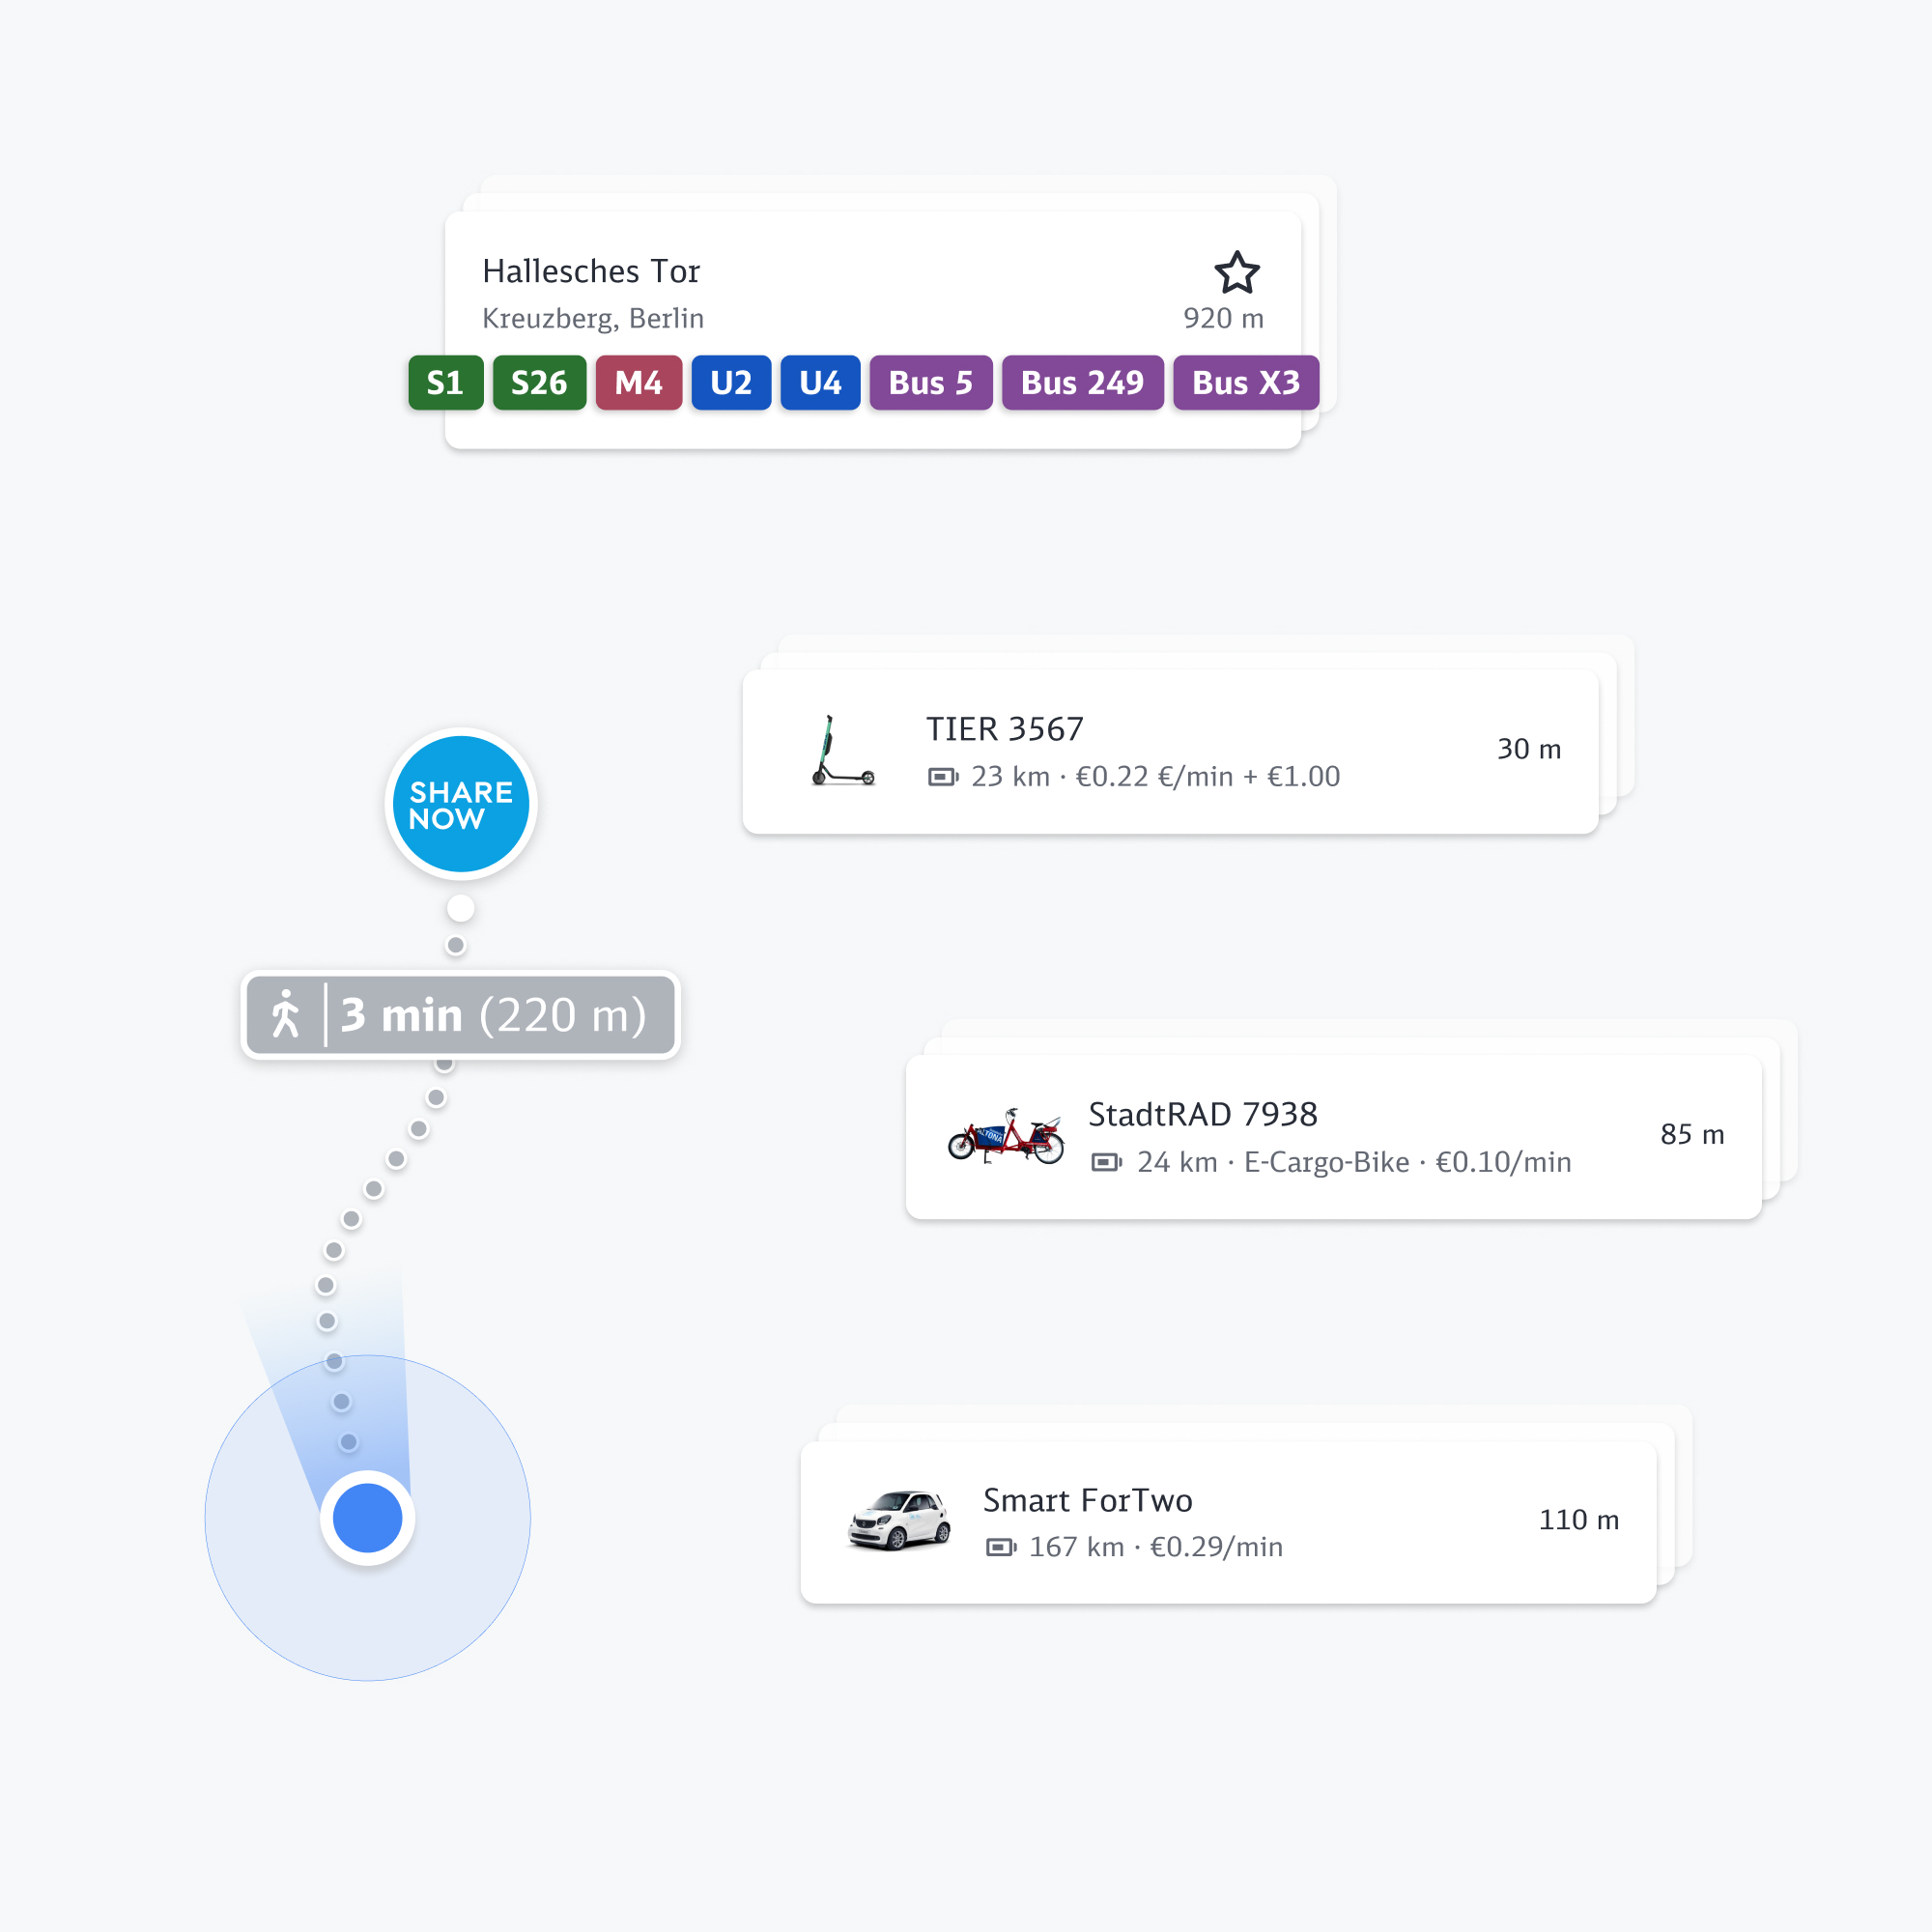 Hallesches Tor
Kreuzberg, Berlin
920 m
S1 S26 M4 U2 U4 Bus 5 Bus 249 Bus X3
TIER 3567
23 km · €0.22 €/min + €1.00
30 m
SHARE
NOW
3 min (220 m)
StadtRAD 7938
24 km · E-Cargo-Bike · €0.10/min
85 m
Smart ForTwo
167 km · €0.29/min
110 m